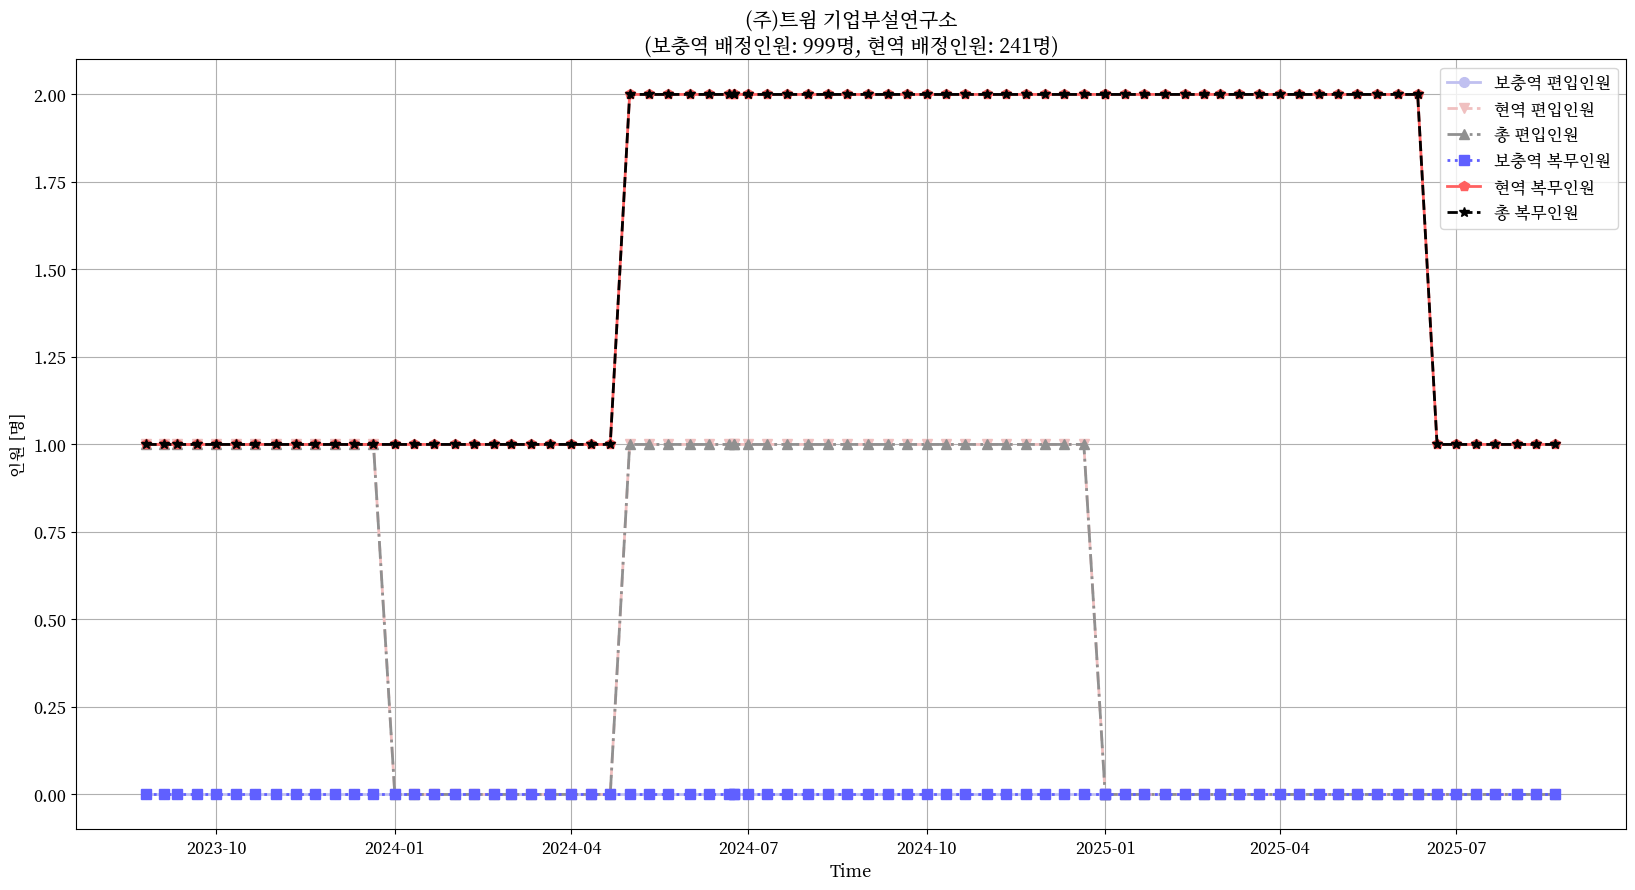 (주)트윔 기업부설연구소
(보충역 배정인원: 999명, 현역 배정인원: 241명)
보충역 편입인원
현역 편입인원
총 편입인원
보충역 복무인원
현역 복무인원
총 복무인원
인원 [명]
2.00
1.75
1.50
1.25
1.00
0.75
0.50
0.25
0.00
2023-10 2024-01 2024-04 2024-07 2024-10 2025-01 2025-04 2025-07
Time